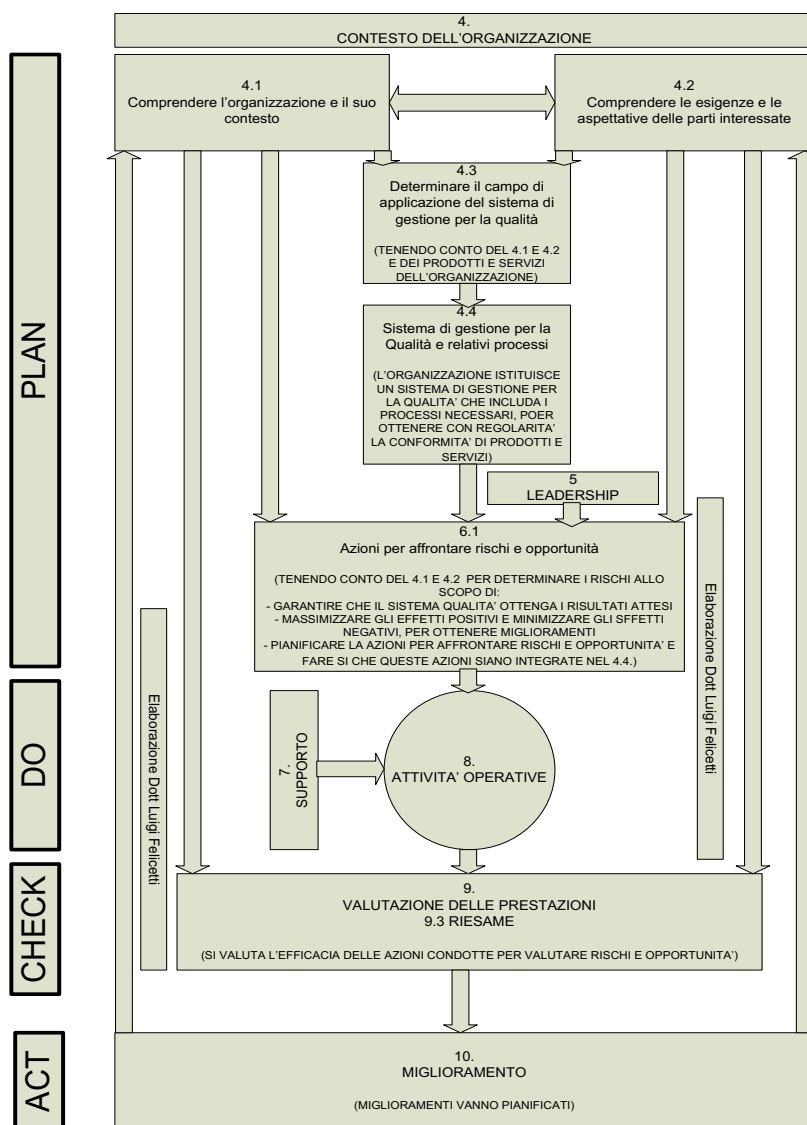 4.
CONTESTO DELL'ORGANIZZAZIONE
PLAN
4.1
Comprendere l'organizzazione e il suo
contesto
4.2
Comprendere le esigenze e le
aspettative delle parti interessate
4.3
Determinare il campo di
applicazione del sistema di
gestione per la qualità
(TENENDO CONTO DEL 4.1 E 4.2
E DEI PRODOTTI E SERVIZI
DELL'ORGANIZZAZIONE)
4.4
Sistema di gestione per la
Qualità e relativi processi
(L'ORGANIZZAZIONE ISTITUISCE
UN SISTEMA DI GESTIONE PER
LA QUALITA' CHE INCLUDA I
PROCESSI NECESSARI, POER
OTTENERE CON REGOLARITA'
LA CONFORMITA' DI PRODOTTI E
SERVIZI)
5
LEADERSHIP
6.1
Azioni per affrontare rischi e opportunità
(TENENDO CONTO DEL 4.1 E 4.2 PER DETERMINARE I RISCHI ALLO
SCOPO DI:
- GARANTIRE CHE IL SISTEMA QUALITA' OTTENGA I RISULTATI ATTESI
- MASSIMIZZARE GLI EFFETTI POSITIVI E MINIMIZZARE GLI SFFETTI
NEGATIVI, PER OTTENERE MIGLIORAMENTI
- PIANIFICARE LA AZIONI PER AFFRONTARE RISCHI E OPPORTUNITA' E
FARE SI CHE QUESTE AZIONI SIANO INTEGRATE NEL 4.4.)
Elaborazione Dott Luigi Felicetti
Elaborazione Dott Luigi Felicetti
DO
7.
SUPPORTO
8.
ATTIVITA' OPERATIVE
CHECK
9.
VALUTAZIONE DELLE PRESTAZIONI
9.3 RIESAME
(SI VALUTA L'EFFICACIA DELLE AZIONI CONDOTTE PER VALUTARE RISCHI E OPPORTUNITA')
ACT
10.
MIGLIORAMENTO
(MIGLIORAMENTI VANNO PIANIFICATI)